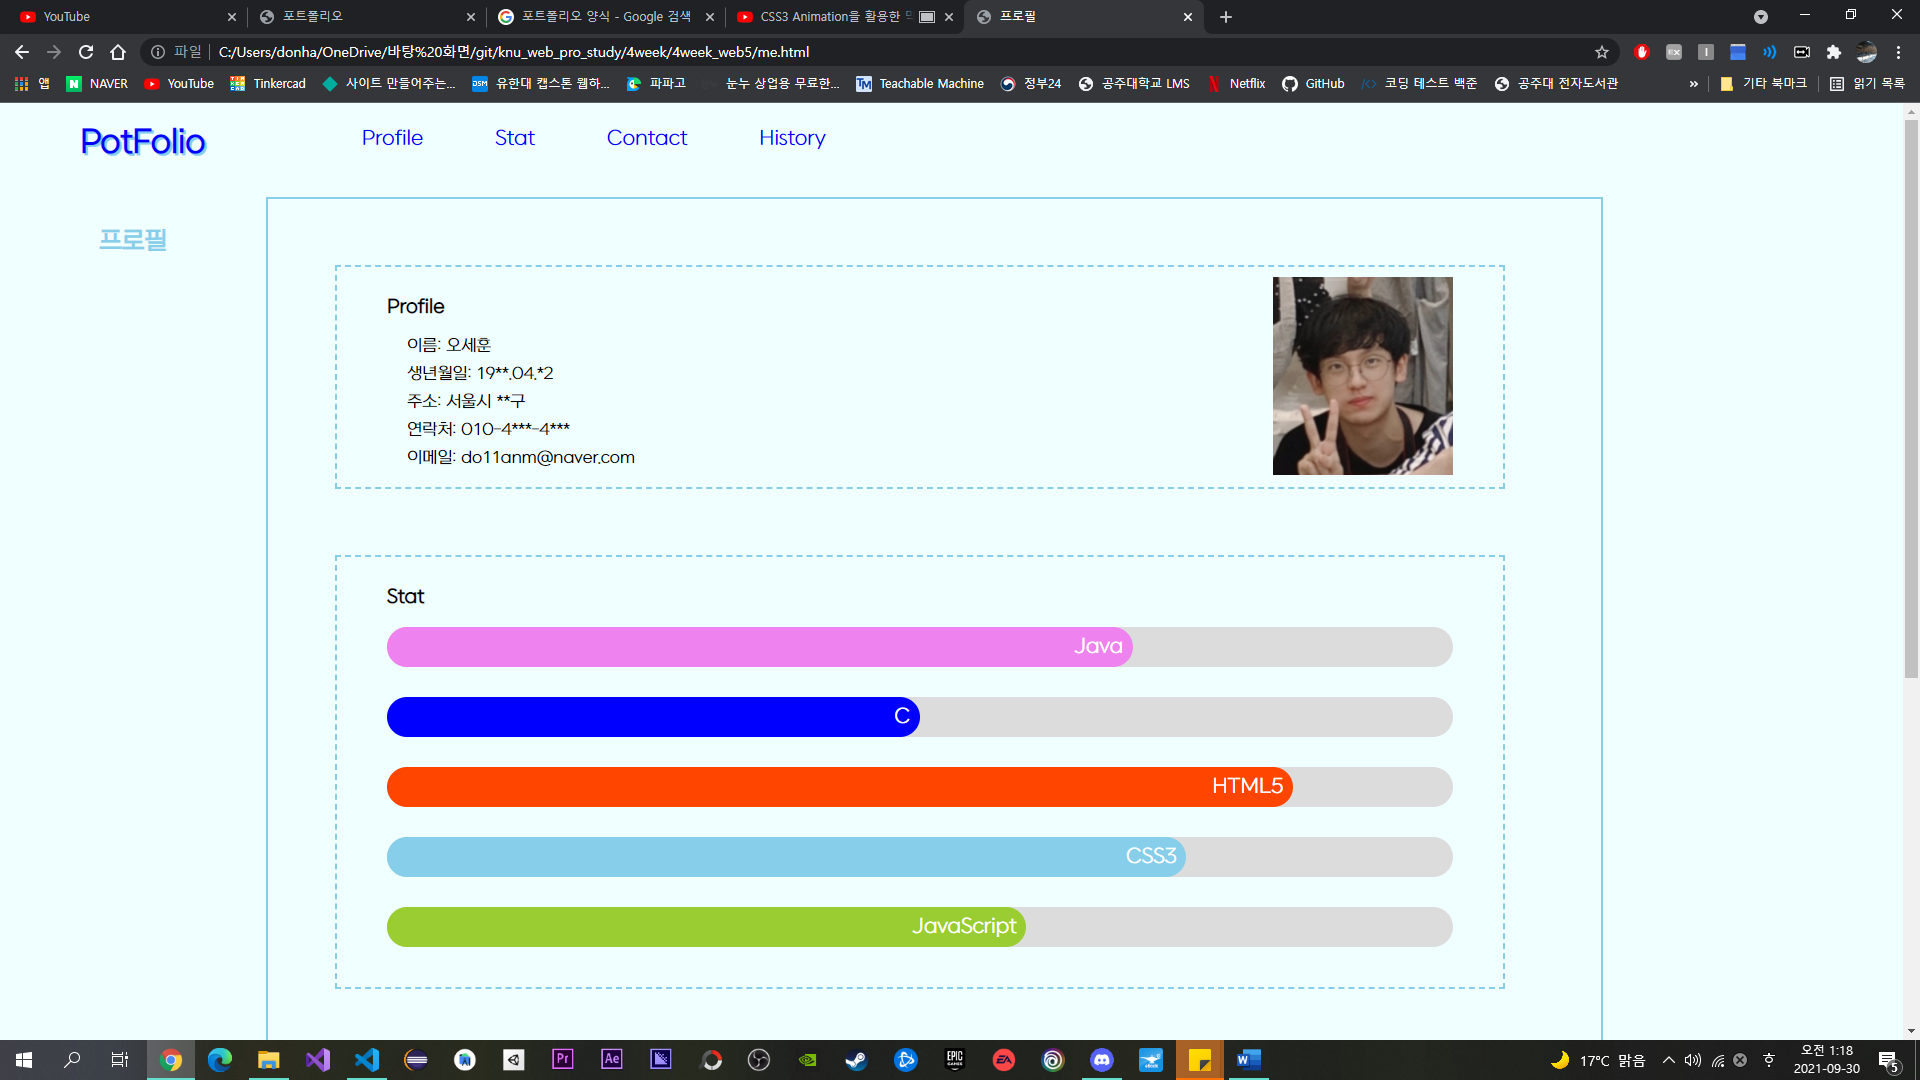 YouTube
포트폴리오
포트폴리오 양식 - Google 검색
CSS3 Animation을 활용한
프로필
파일 | C:/Users/donha/OneDrive/바탕%20화면/git/knu_web_pro_study/4week/4week_web5/me.html
앱 NAVER YouTube Tinkercad 사이트 만들어주는... 유한대 캡스톤 웹하... 파파고 눈누 상업용 무료한... Teachable Machine 정부24 공주대학교 LMS Netflix GitHub 코딩 테스트 백준 공주대 전자도서관 » 기타 북마크 읽기 목록
PotFolio
Profile Stat Contact History
프로필
Profile
이름: 오세훈
생년월일: 19**.04.*2
주소: 서울시 **구
연락처: 010-4***-4***
이메일: do11anm@naver.com
Stat
Java
C
HTML5
CSS3
JavaScript
17°C 맑음
오전 1:18
2021-09-30
5